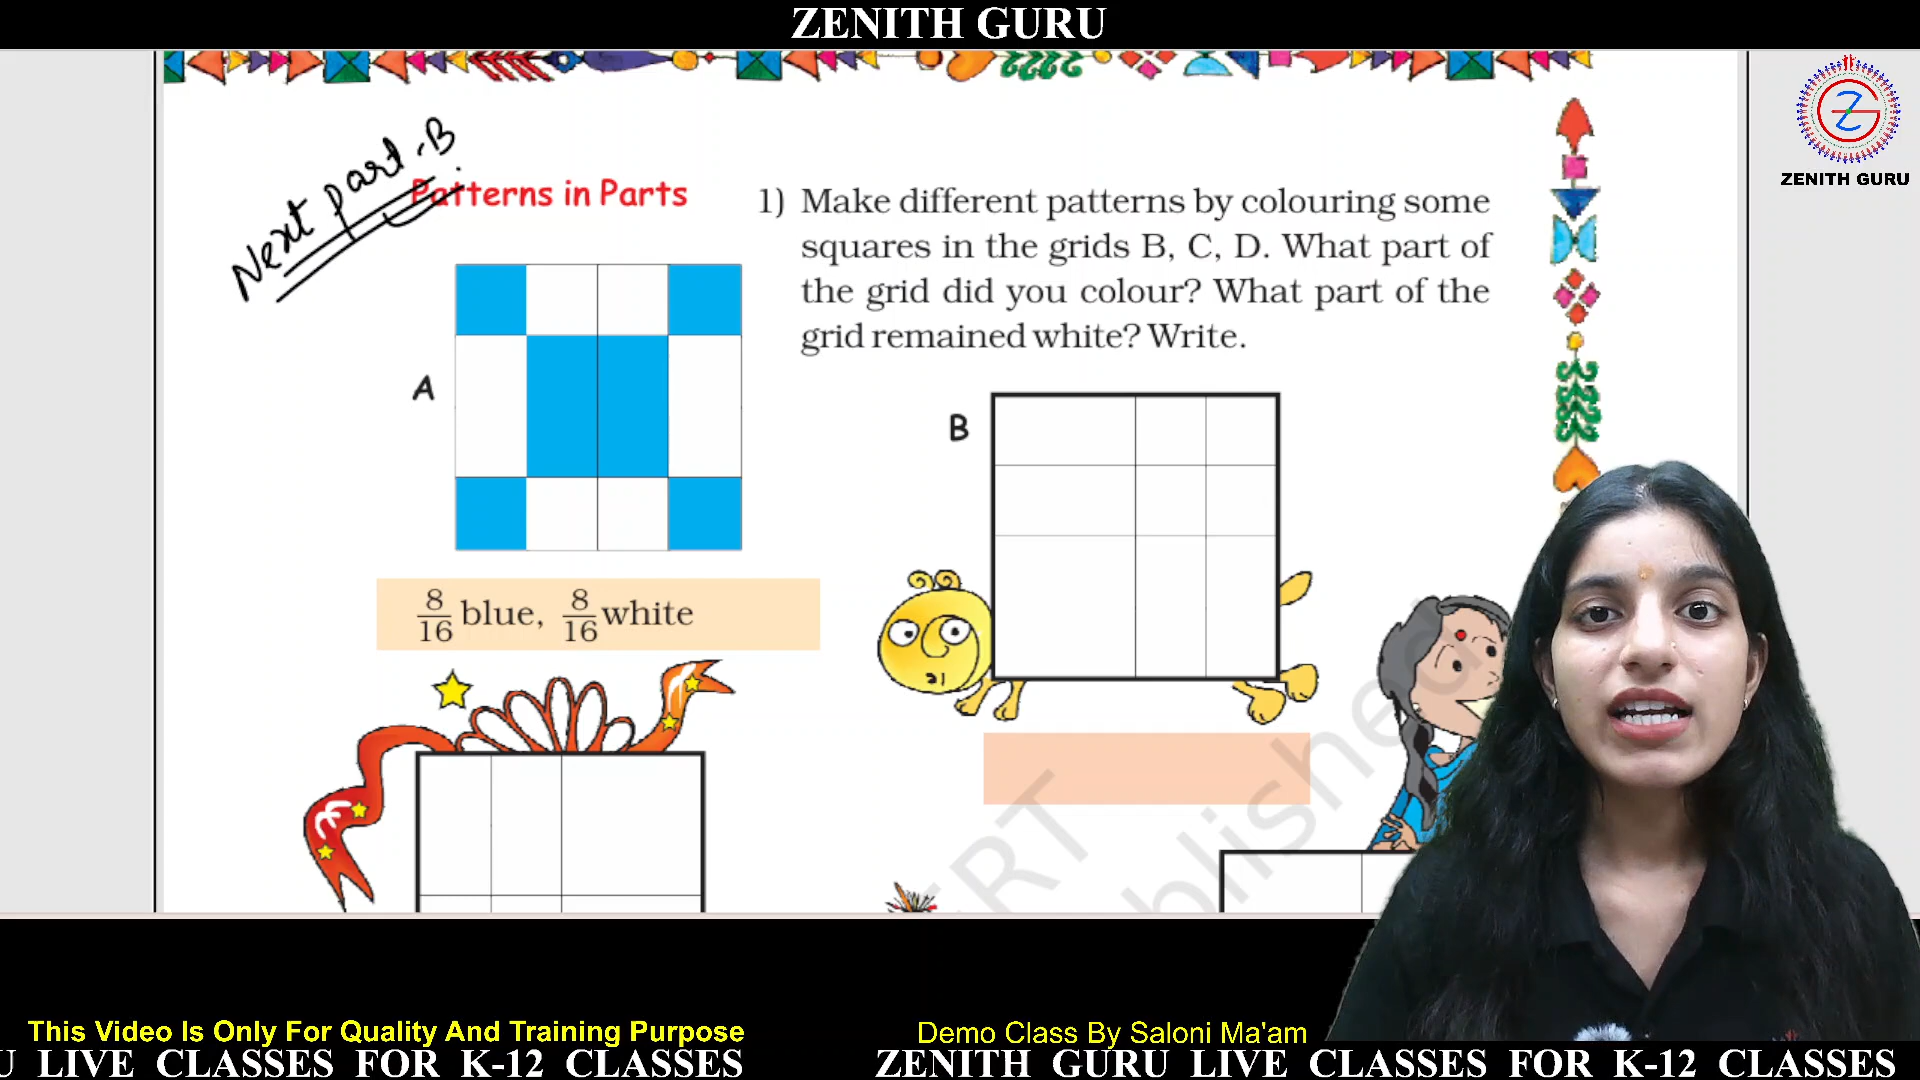 ZENITH GURU
ZENITH GURU
Next part-B
Patterns in Parts
1) Make different patterns by colouring some
squares in the grids B, C, D. What part of
the grid did you colour? What part of the
grid remained white? Write.
A
B
8/16 blue, 8/16 white
blished
This Video Is Only For Quality And Training Purpose
Demo Class By Saloni Ma'am
U LIVE CLASSES FOR K-12 CLASSES
ZENITH GURU LIVE CLASSES FOR K-12 CLASSES